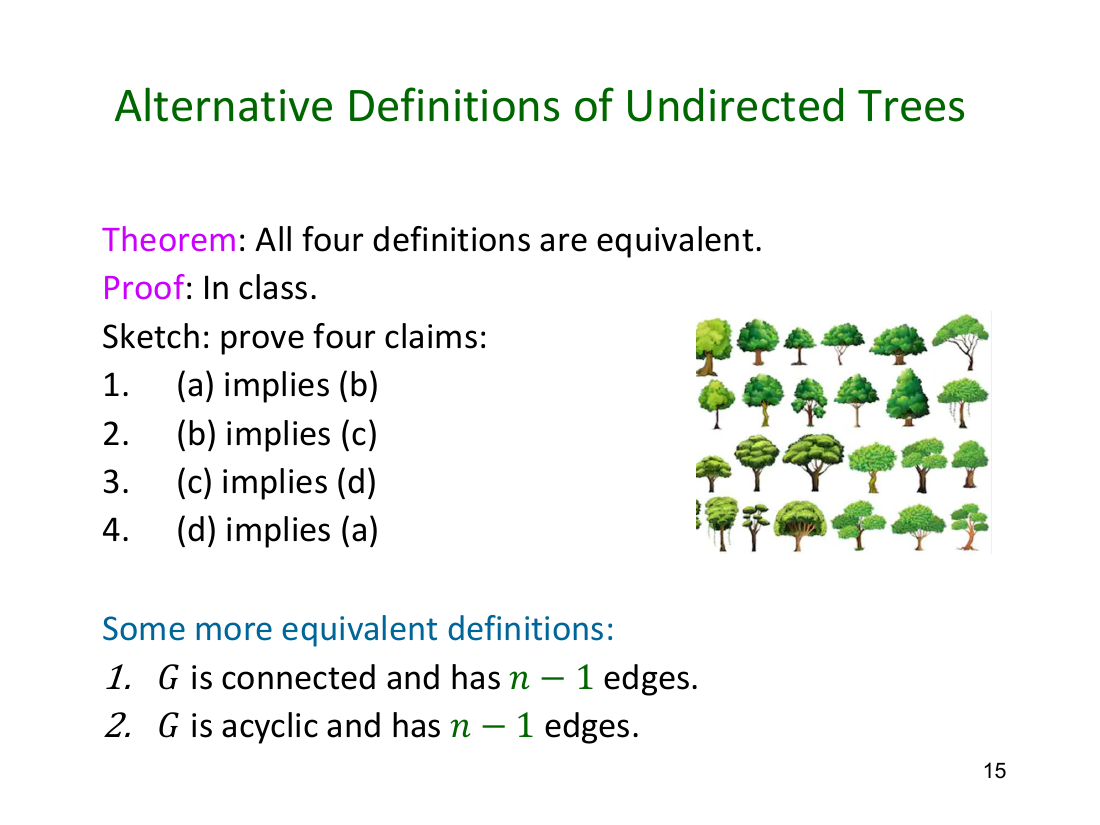 Alternative Definitions of Undirected Trees
Theorem: All four definitions are equivalent.
Proof: In class.
Sketch: prove four claims:
1. (a) implies (b)
2. (b) implies (c)
3. (c) implies (d)
4. (d) implies (a)
Some more equivalent definitions:
1. G is connected and has n − 1 edges.
2. G is acyclic and has n − 1 edges.
15